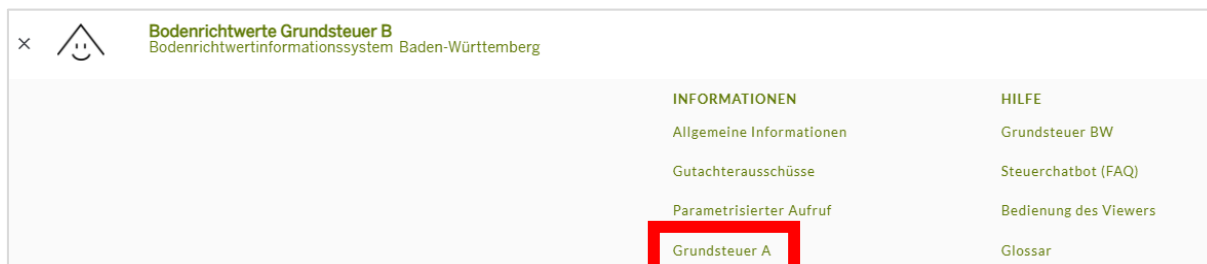 Bodenrichtwerte Grundsteuer B
Bodenrichtwertinformationssystem Baden-Württemberg
INFORMATIONEN
Allgemeine Informationen
Gutachterausschüsse
Parametrisierter Aufruf
Grundsteuer A
HILFE
Grundsteuer BW
Steuerchatbot (FAQ)
Bedienung des Viewers
Glossar